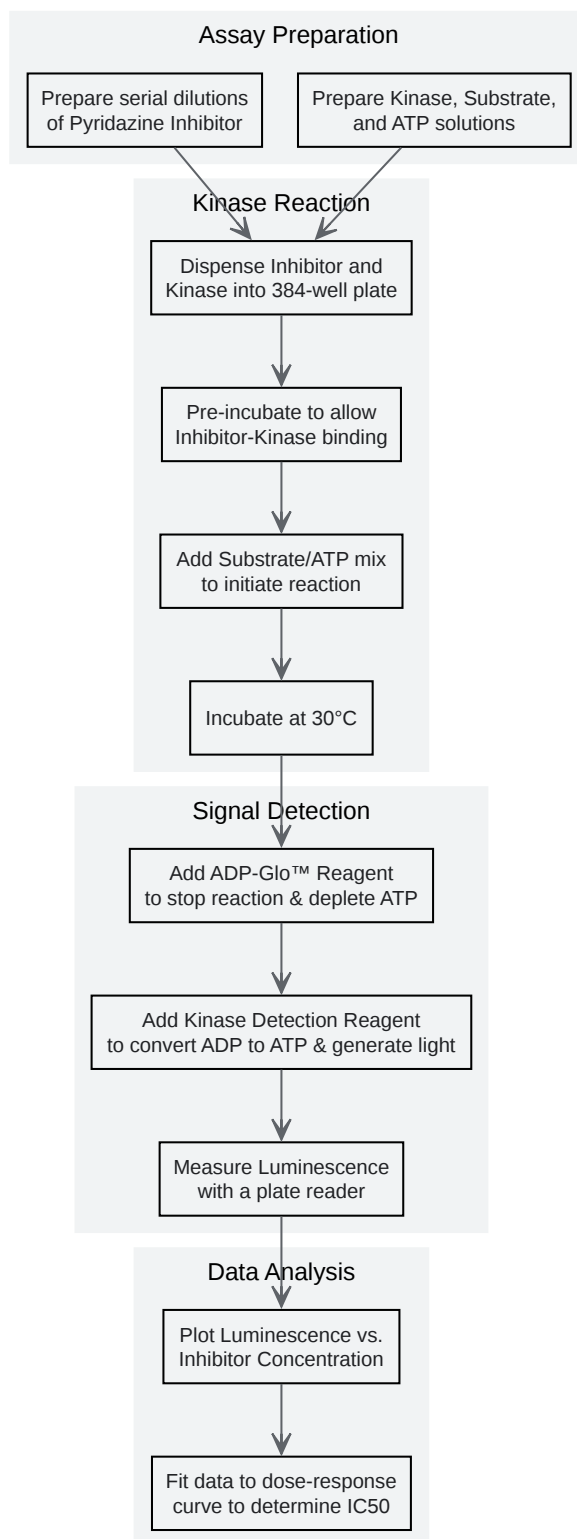 Assay Preparation
Prepare serial dilutions
of Pyridazine Inhibitor
Prepare Kinase, Substrate,
and ATP solutions
Kinase Reaction
Dispense Inhibitor and
Kinase into 384-well plate
Pre-incubate to allow
Inhibitor-Kinase binding
Add Substrate/ATP mix
to initiate reaction
Incubate at 30°C
Signal Detection
Add ADP-Glo™ Reagent
to stop reaction & deplete ATP
Add Kinase Detection Reagent
to convert ADP to ATP & generate light
Measure Luminescence
with a plate reader
Data Analysis
Plot Luminescence vs.
Inhibitor Concentration
Fit data to dose-response
curve to determine IC50